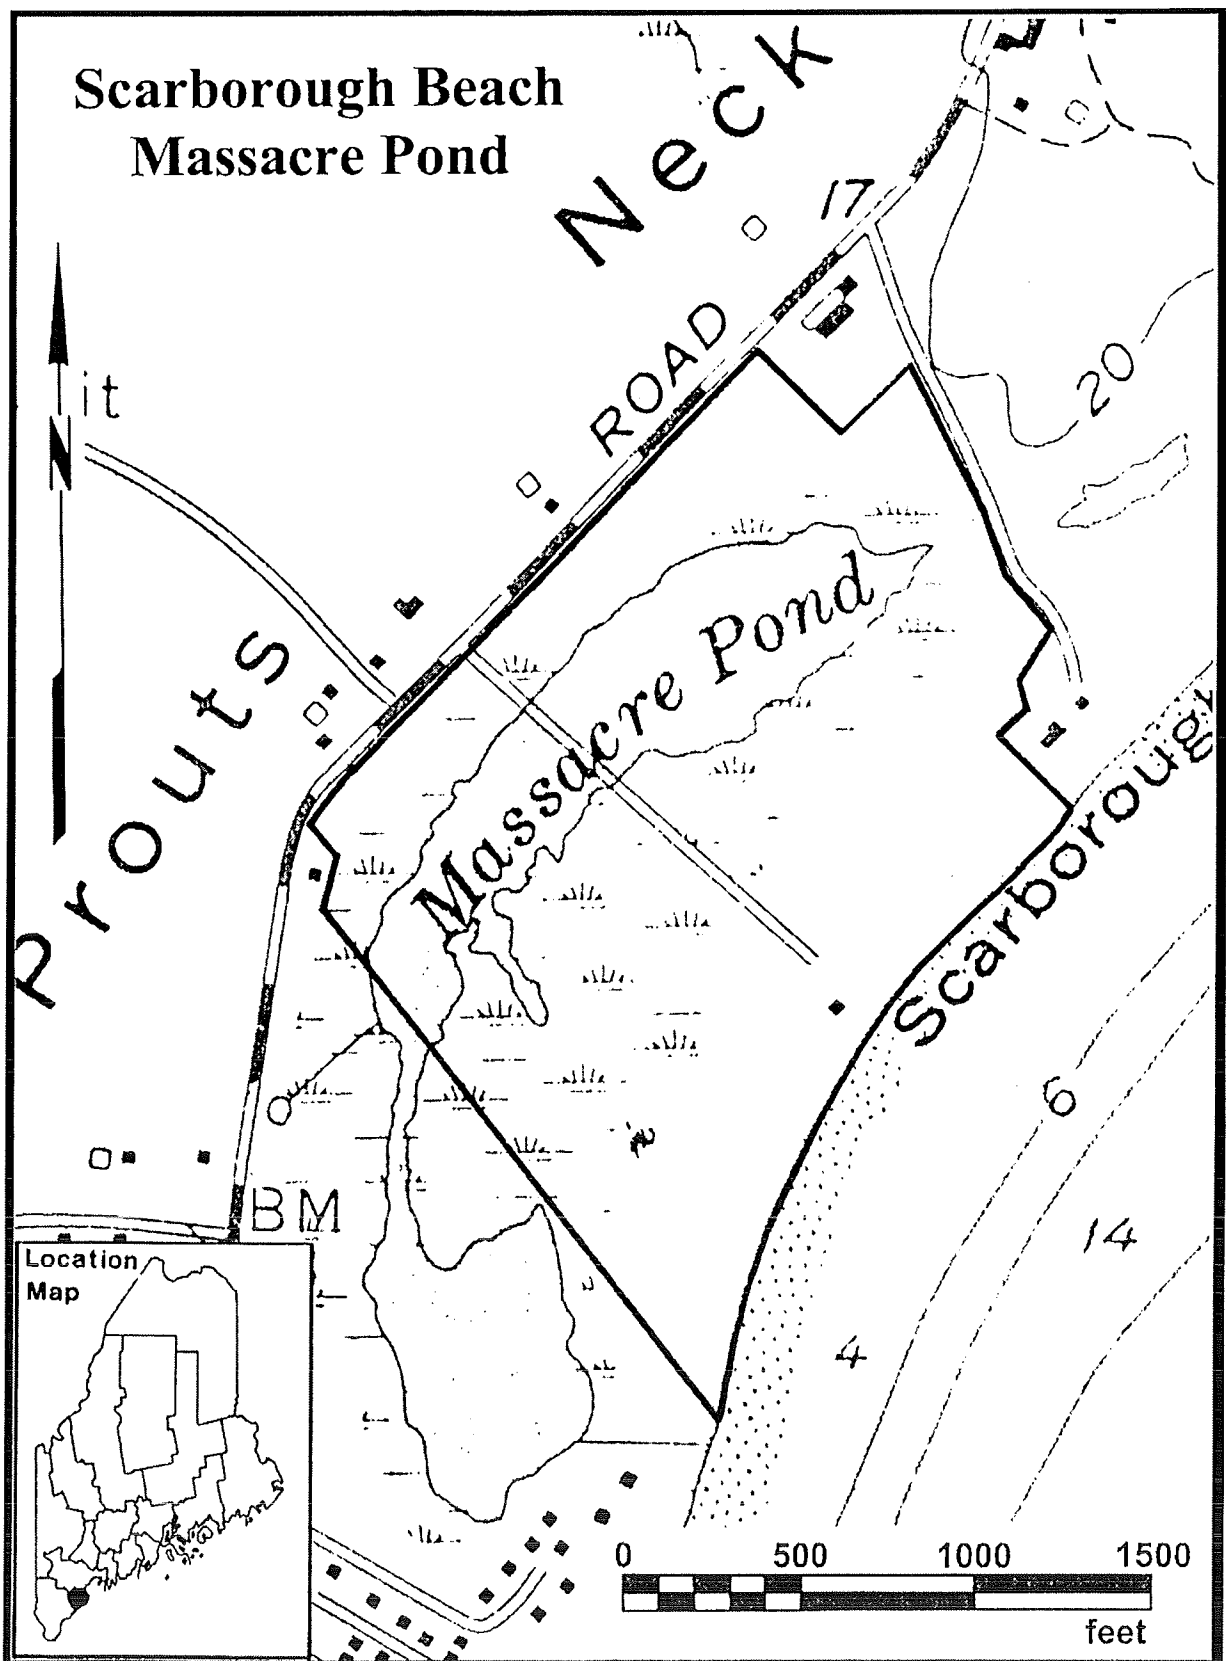 Scarborough Beach
Massacre Pond
Prouts Neck
17
ROAD
it
N
20
Massacre Pond
Scarboroug
BM
6
14
4
Location
Map
0 500 1000 1500
feet